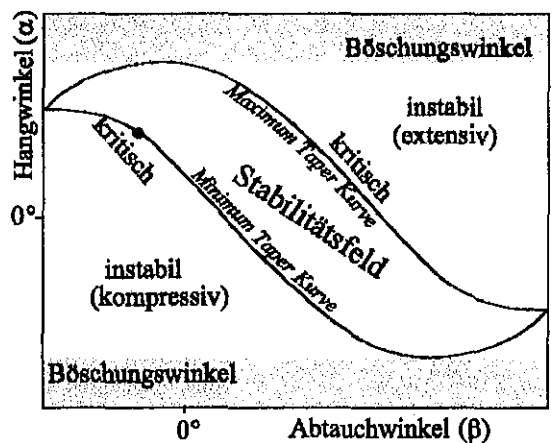 Böschungswinkel
instabil
(extensiv)
Maximum Taper Kurve
kritisch
Stabilitätsfeld
kritisch
Minimum Taper Kurve
instabil
(kompressiv)
Böschungswinkel
Hangwinkel (α)
0°
0°
Abtauchwinkel (β)